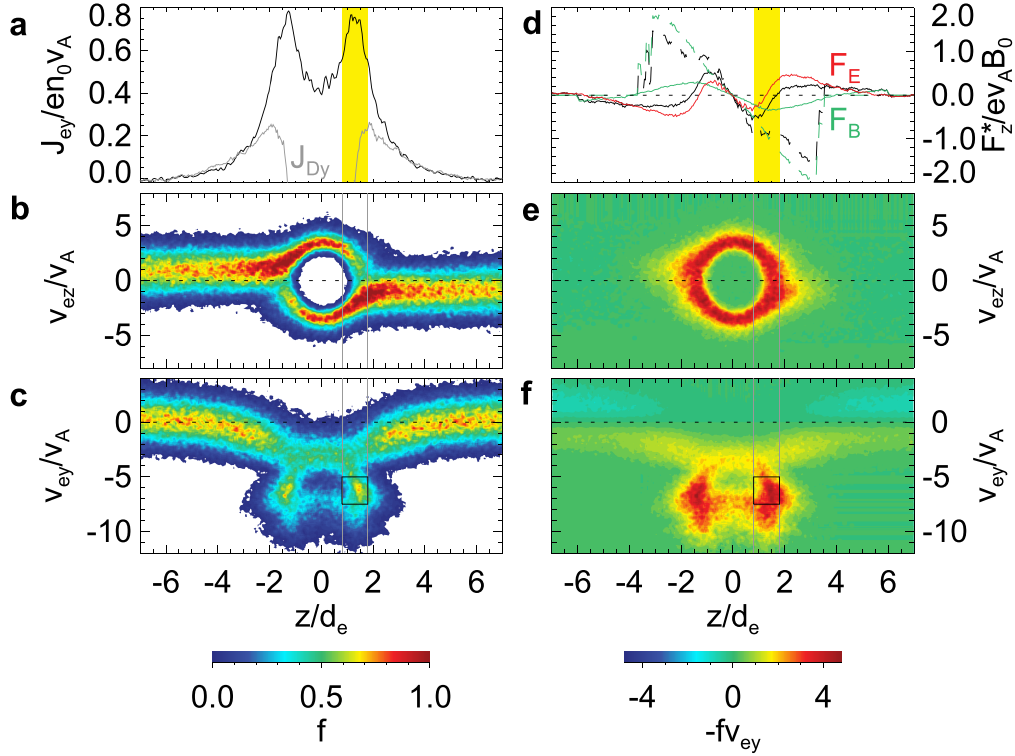 a
0.8
0.6
0.4
0.2
0.0
J_ey/en_0v_A
J_Dy
d
2.0
1.0
0.0
-1.0
-2.0
F_z^*/ev_AB_0
F_E
F_B
b
5
0
-5
v_ez/v_A
e
5
0
-5
v_ez/v_A
c
0
-5
-10
v_ey/v_A
f
0
-5
-10
v_ey/v_A
-6 -4 -2 0 2 4 6
z/d_e
-6 -4 -2 0 2 4 6
z/d_e
0.0 0.5 1.0
f
-4 0 4
-fv_ey